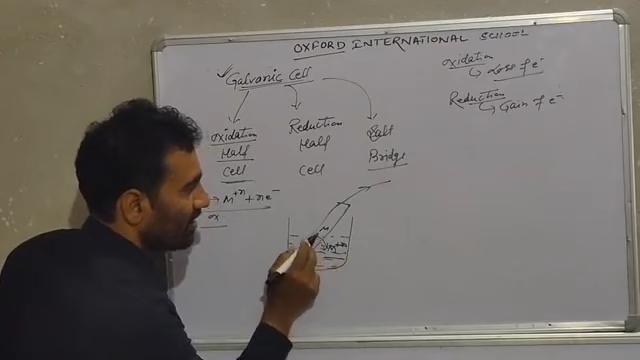 OXFORD INTERNATIONAL SCHOOL
Galvanic Cell
Oxidation
Half
Cell
Reduction
Half
Cell
Salt
Bridge
→ M⁺ⁿ + ne⁻
ox.
M
Oxidation
↳ Loss of e⁻
Reduction
↳ Gain of e⁻